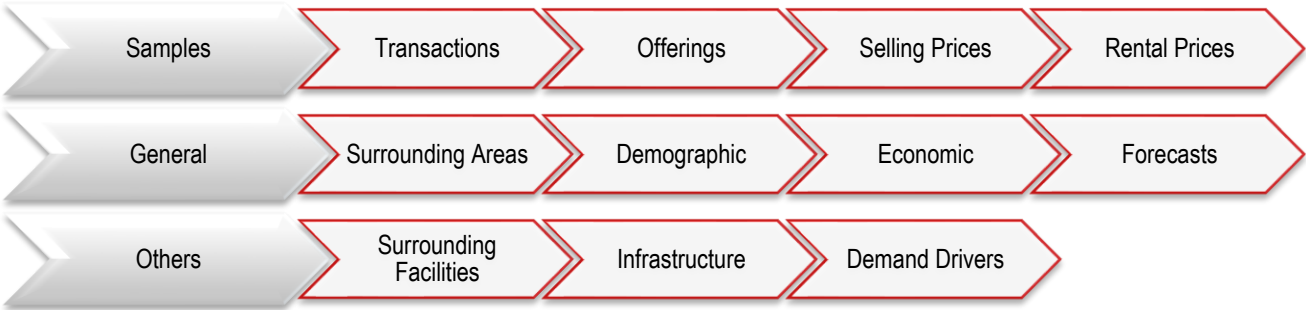 Samples
Transactions
Offerings
Selling Prices
Rental Prices
General
Surrounding Areas
Demographic
Economic
Forecasts
Others
Surrounding
Facilities
Infrastructure
Demand Drivers